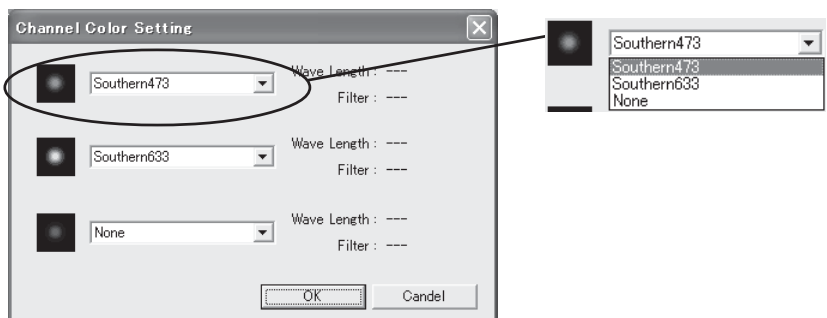 Channel Color Setting
Southern473
Wave Length : ---
Filter : ---
Southern633
Wave Length : ---
Filter : ---
None
Wave Length : ---
Filter : ---
OK
Candel
Southern473
Southern473
Southern633
None